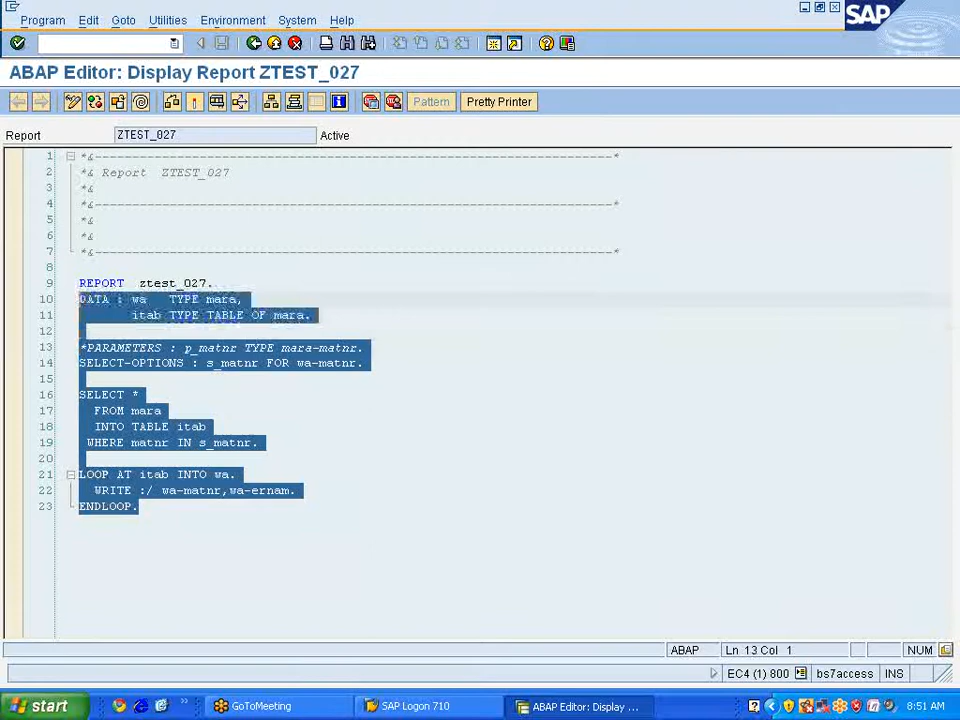 Program Edit Goto Utilities Environment System Help
SAP
ABAP Editor: Display Report ZTEST_027
Pattern Pretty Printer
Report ZTEST_027 Active
1 *&---------------------------------------------------------------------*
2 *& Report  ZTEST_027
3 *&
4 *&---------------------------------------------------------------------*
5 *&
6 *&
7 *&---------------------------------------------------------------------*
8
9 REPORT  ztest_027.
10 DATA : wa   TYPE mara,
11        itab TYPE TABLE OF mara.
12
13 *PARAMETERS : p_matnr TYPE mara-matnr.
14 SELECT-OPTIONS : s_matnr FOR wa-matnr.
15
16 SELECT *
17   FROM mara
18   INTO TABLE itab
19  WHERE matnr IN s_matnr.
20
21 LOOP AT itab INTO wa.
22   WRITE :/ wa-matnr,wa-ernam.
23 ENDLOOP.
ABAP Ln 13 Col 1 NUM
EC4 (1) 800 bs7access INS
start GoToMeeting SAP Logon 710 ABAP Editor: Display ... 8:51 AM